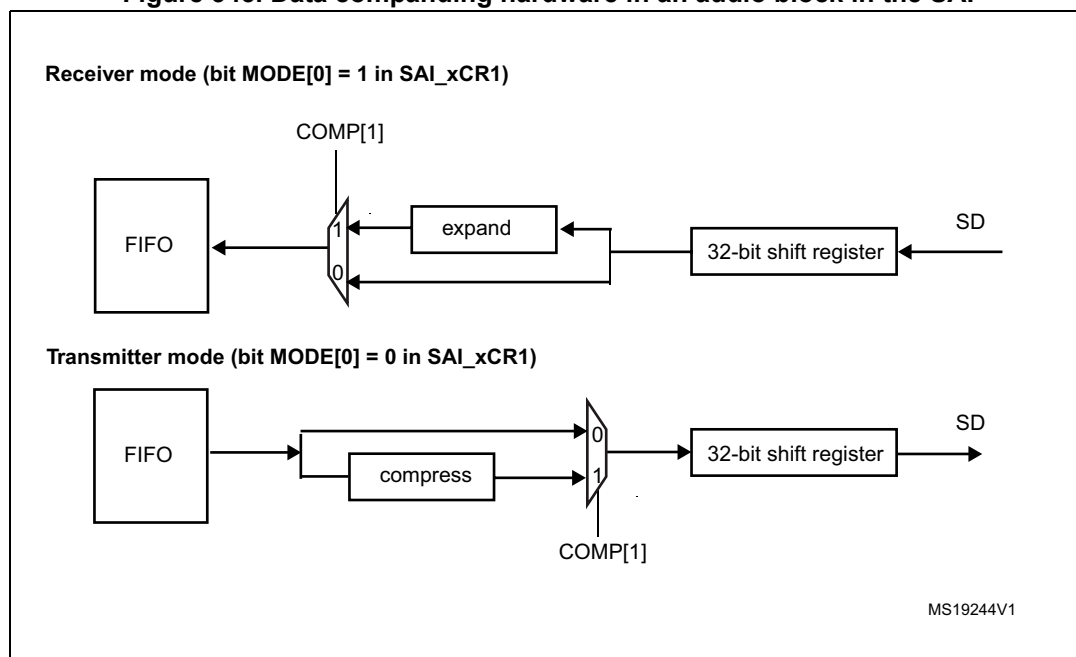 Receiver mode (bit MODE[0] = 1 in SAI_xCR1)
COMP[1]
FIFO
1
0
expand
32-bit shift register
SD
Transmitter mode (bit MODE[0] = 0 in SAI_xCR1)
FIFO
compress
0
1
COMP[1]
32-bit shift register
SD
MS19244V1